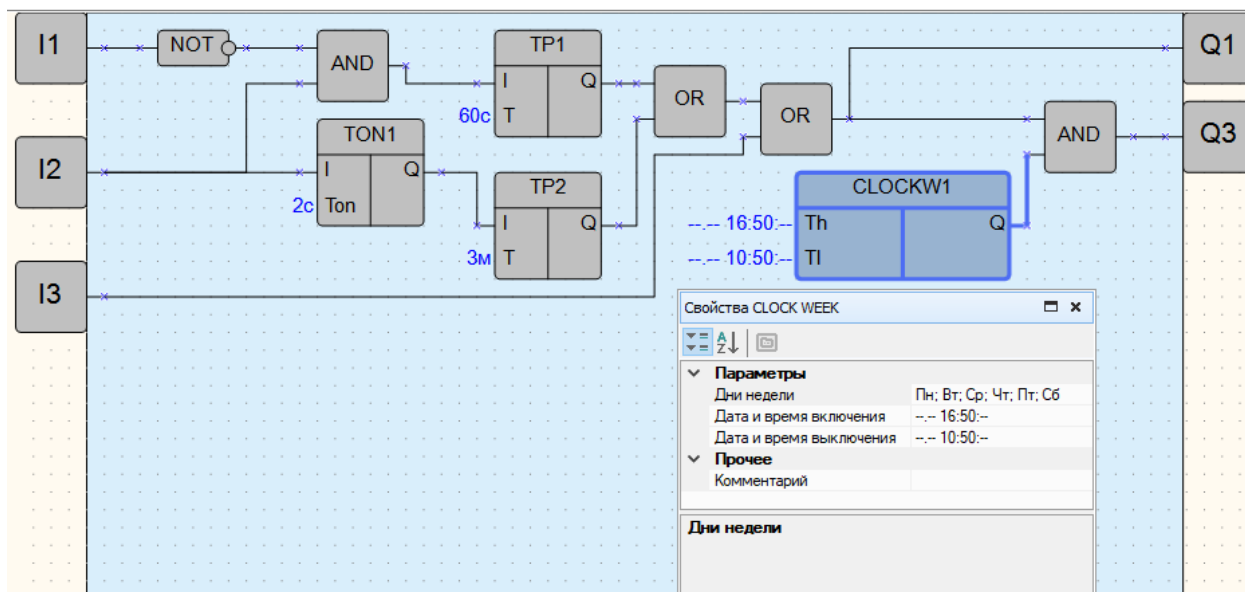 I1
NOT
AND
TP1
I
Q
60с
T
OR
OR
Q1
I2
TON1
I
Q
2с
Ton
TP2
I
Q
3м
T
AND
Q3
CLOCKW1
--.-- 16:50:--
Th
Q
--.-- 10:50:--
Tl
I3
Свойства CLOCK WEEK
Параметры
Дни недели Пн; Вт; Ср; Чт; Пт; Сб
Дата и время включения --.-- 16:50:--
Дата и время выключения --.-- 10:50:--
Прочее
Комментарий
Дни недели